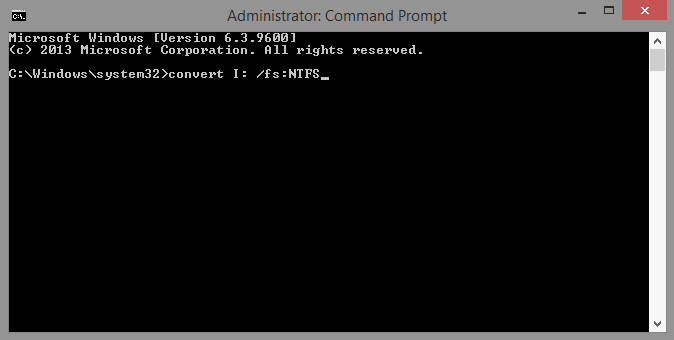 Administrator: Command Prompt
Microsoft Windows [Version 6.3.9600]
(c) 2013 Microsoft Corporation. All rights reserved.
C:\Windows\system32>convert I: /fs:NTFS_